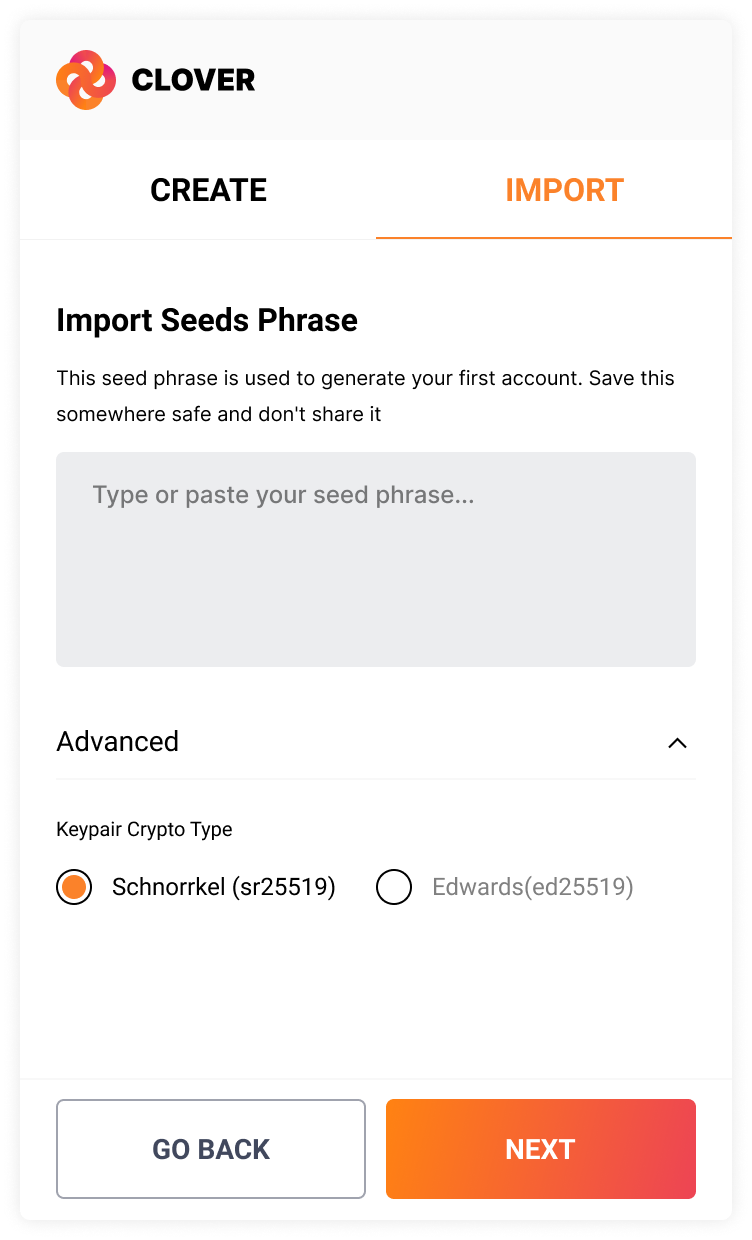 CLOVER
CREATE
IMPORT
Import Seeds Phrase
This seed phrase is used to generate your first account. Save this
somewhere safe and don't share it
Type or paste your seed phrase...
Advanced
Keypair Crypto Type
Schnorrkel (sr25519)
Edwards(ed25519)
GO BACK
NEXT